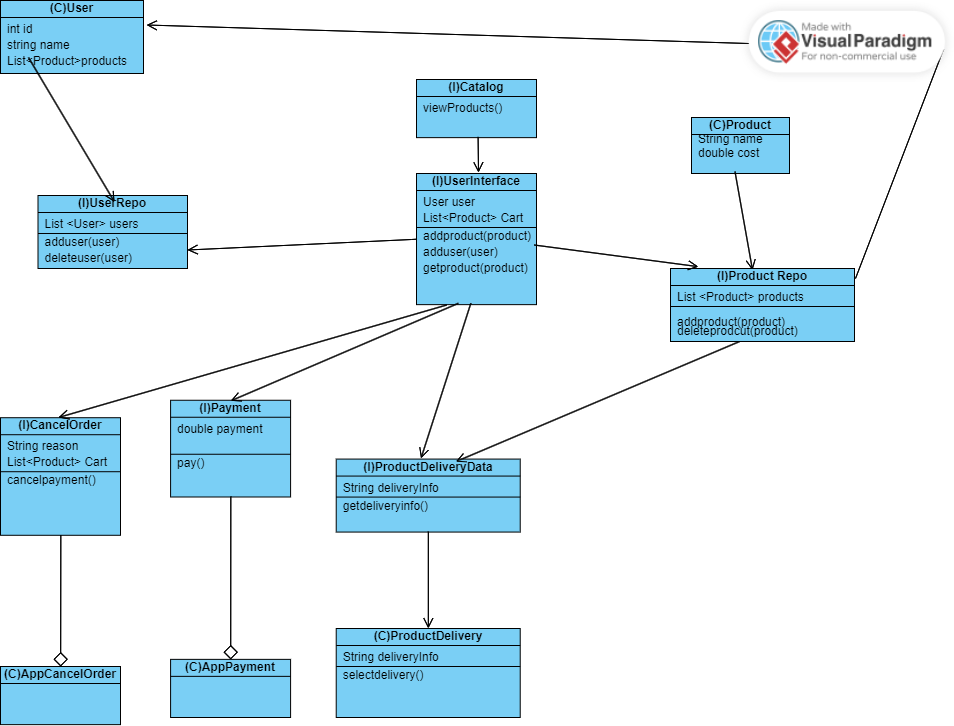 (C)User
int id
string name
List<Product>products
Made with
VisualParadigm
For non-commercial use
(I)Catalog
viewProducts()
(C)Product
String name
double cost
(I)UserInterface
User user
List<Product> Cart
addproduct(product)
adduser(user)
getproduct(product)
(I)UserRepo
List <User> users
adduser(user)
deleteuser(user)
(I)Product Repo
List <Product> products
addproduct(product)
deleteprodcut(product)
(I)CancelOrder
String reason
List<Product> Cart
cancelpayment()
(I)Payment
double payment
pay()
(I)ProductDeliveryData
String deliveryInfo
getdeliveryinfo()
(C)ProductDelivery
String deliveryInfo
selectdelivery()
(C)AppCancelOrder
(C)AppPayment